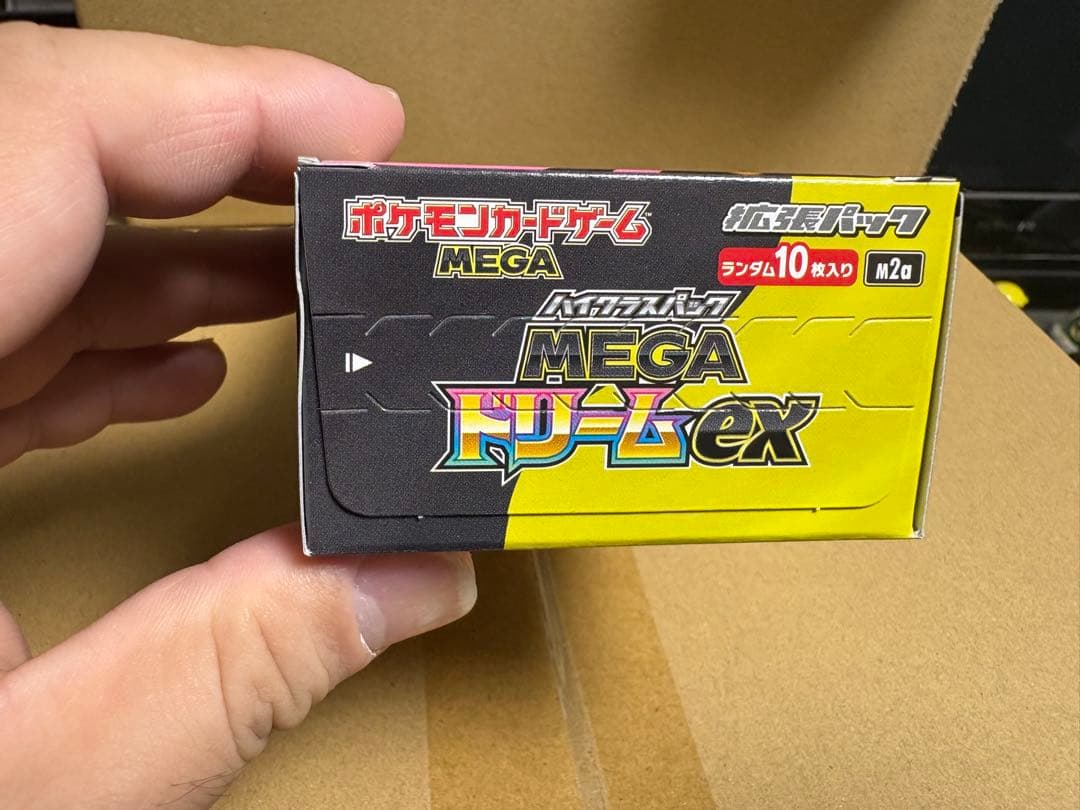 ポケモンカードゲーム™
MEGA
拡張パック
ランダム10枚入り
M2a
ハイクラスパック
MEGA
ドリームex